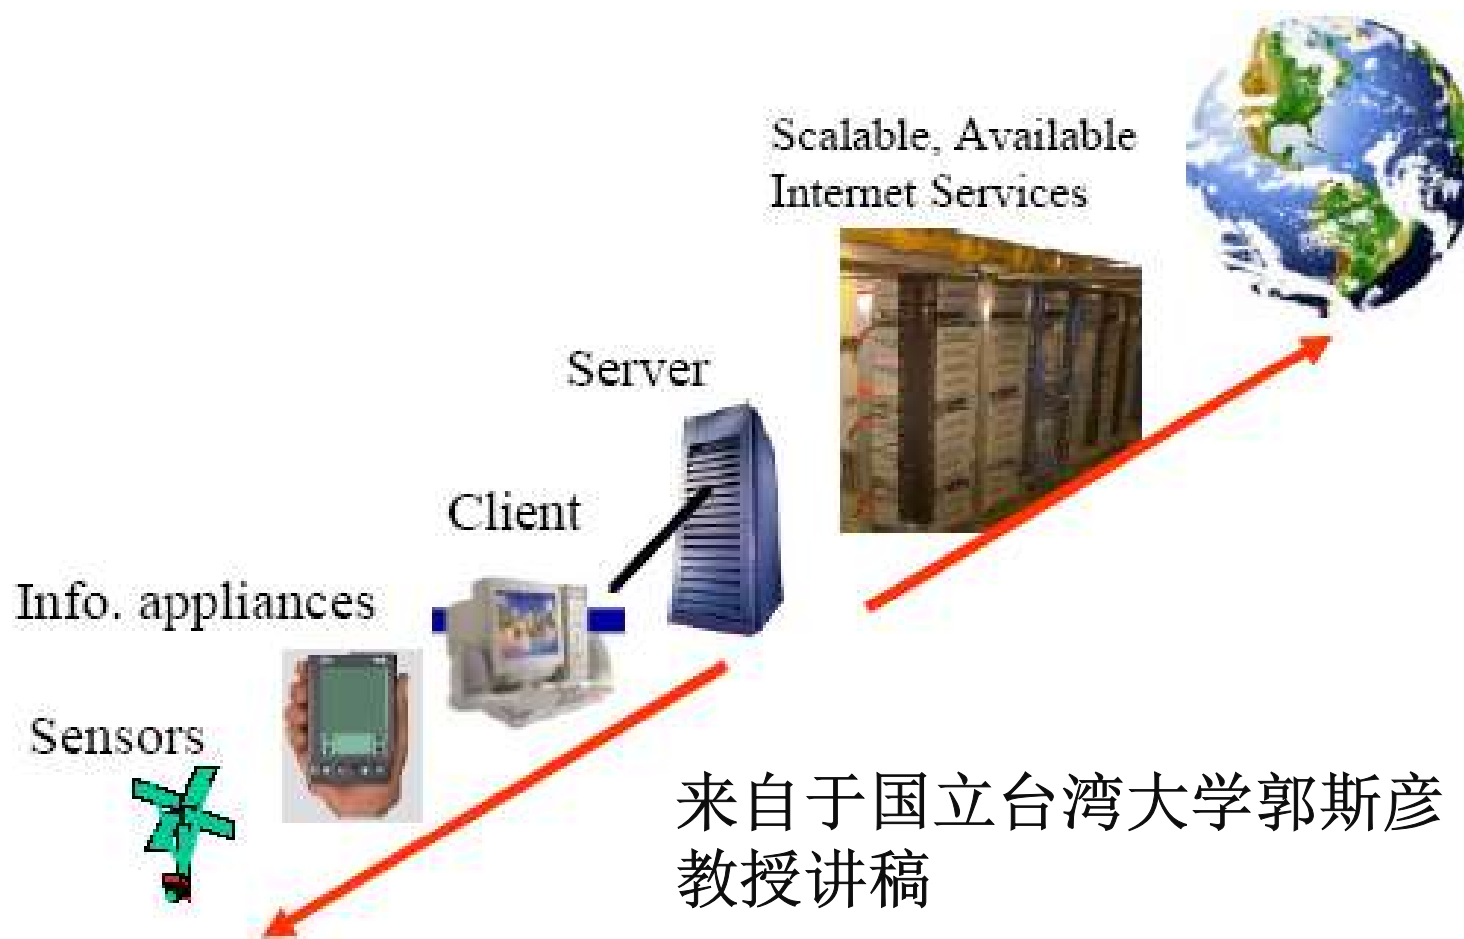 Scalable, Available
Internet Services
Server
Client
Info. appliances
Sensors
来自于国立台湾大学郭斯彦
教授讲稿